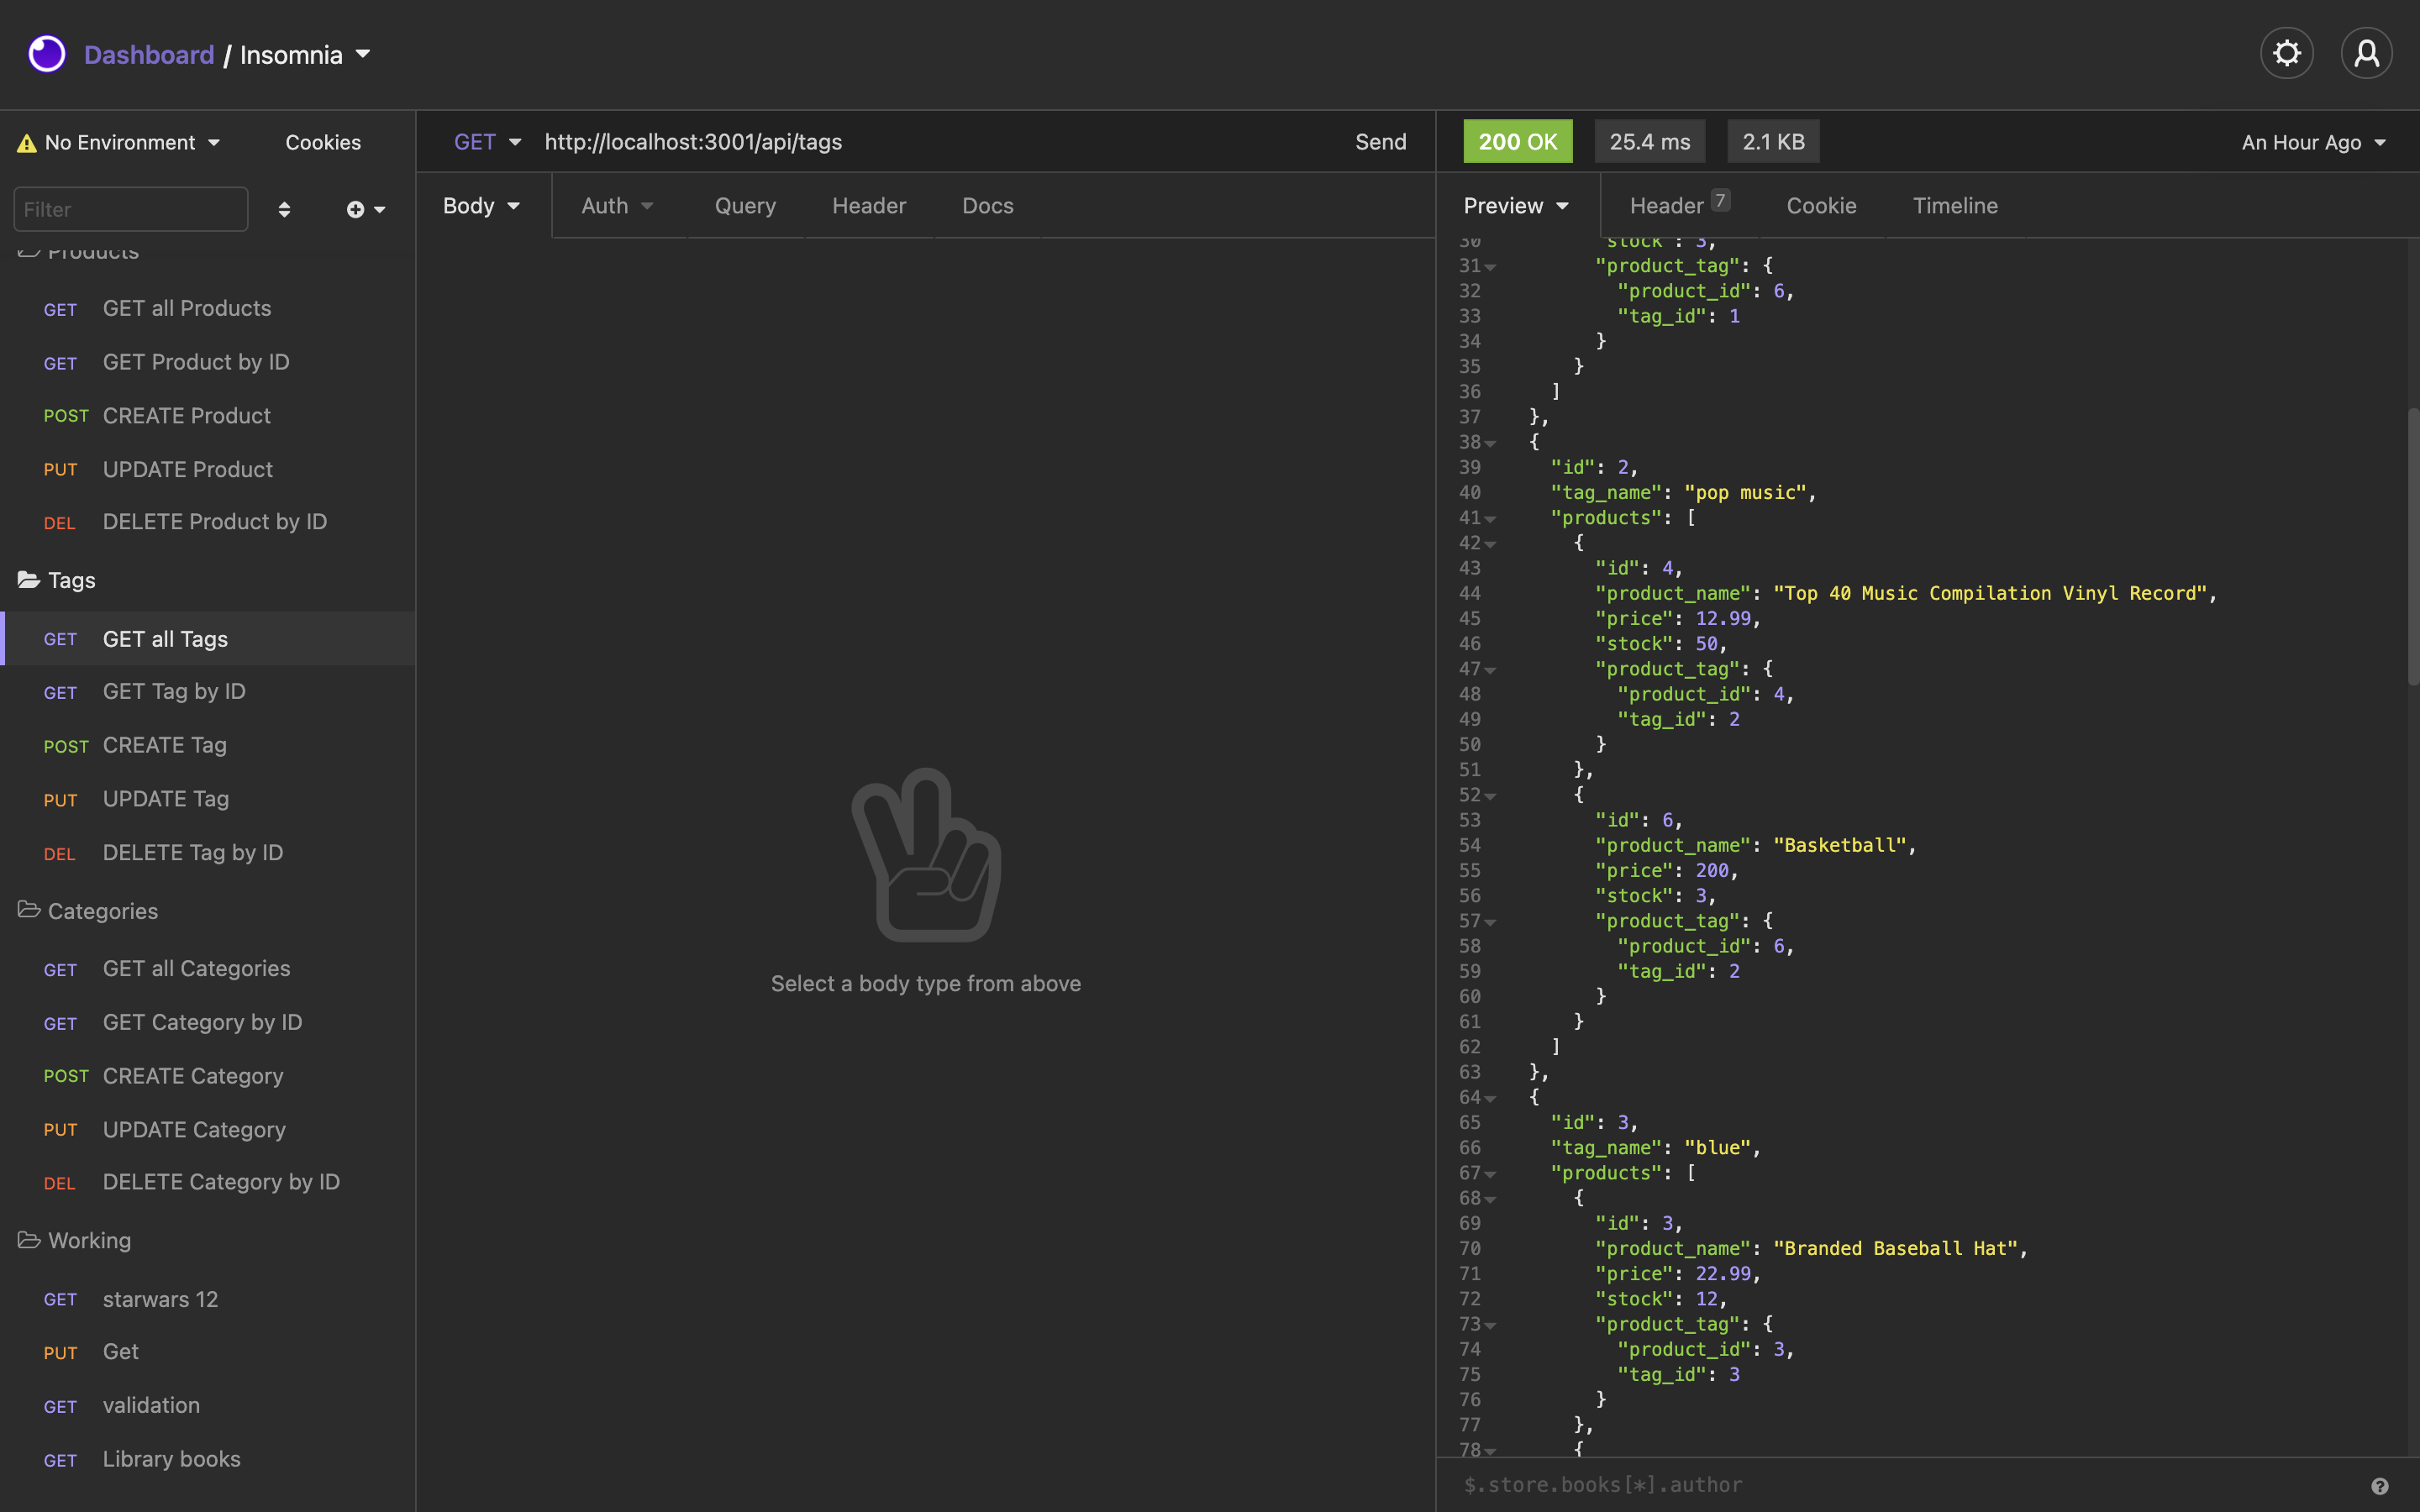 Dashboard / Insomnia
No Environment
Cookies
Filter
Products
GET GET all Products
GET GET Product by ID
POST CREATE Product
PUT UPDATE Product
DEL DELETE Product by ID
Tags
GET GET all Tags
GET GET Tag by ID
POST CREATE Tag
PUT UPDATE Tag
DEL DELETE Tag by ID
Categories
GET GET all Categories
GET GET Category by ID
POST CREATE Category
PUT UPDATE Category
DEL DELETE Category by ID
Working
GET starwars 12
PUT Get
GET validation
GET Library books
GET http://localhost:3001/api/tags Send
Body Auth Query Header Docs
Select a body type from above
200 OK 25.4 ms 2.1 KB An Hour Ago
Preview Header 7 Cookie Timeline
30 "stock": 3,
31 "product_tag": {
32 "product_id": 6,
33 "tag_id": 1
34 }
35 }
36 ]
37 },
38 {
39 "id": 2,
40 "tag_name": "pop music",
41 "products": [
42 {
43 "id": 4,
44 "product_name": "Top 40 Music Compilation Vinyl Record",
45 "price": 12.99,
46 "stock": 50,
47 "product_tag": {
48 "product_id": 4,
49 "tag_id": 2
50 }
51 },
52 {
53 "id": 6,
54 "product_name": "Basketball",
55 "price": 200,
56 "stock": 3,
57 "product_tag": {
58 "product_id": 6,
59 "tag_id": 2
60 }
61 }
62 ]
63 },
64 {
65 "id": 3,
66 "tag_name": "blue",
67 "products": [
68 {
69 "id": 3,
70 "product_name": "Branded Baseball Hat",
71 "price": 22.99,
72 "stock": 12,
73 "product_tag": {
74 "product_id": 3,
75 "tag_id": 3
76 }
77 },
78 {
$.store.books[*].author